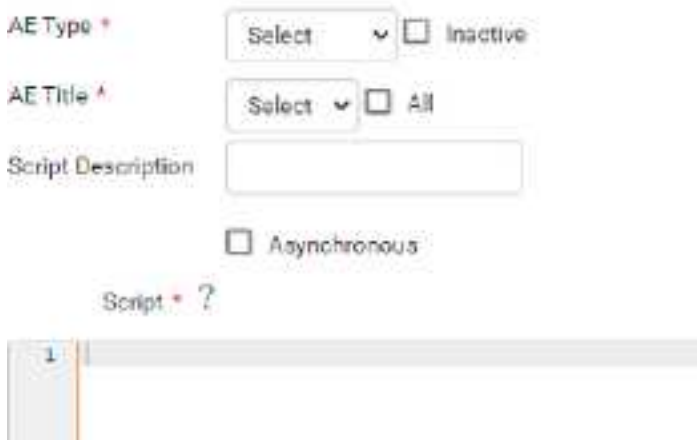 AE Type * Select Inactive
AE Title * Select All
Script Description
Asynchronous
Script * ?
1